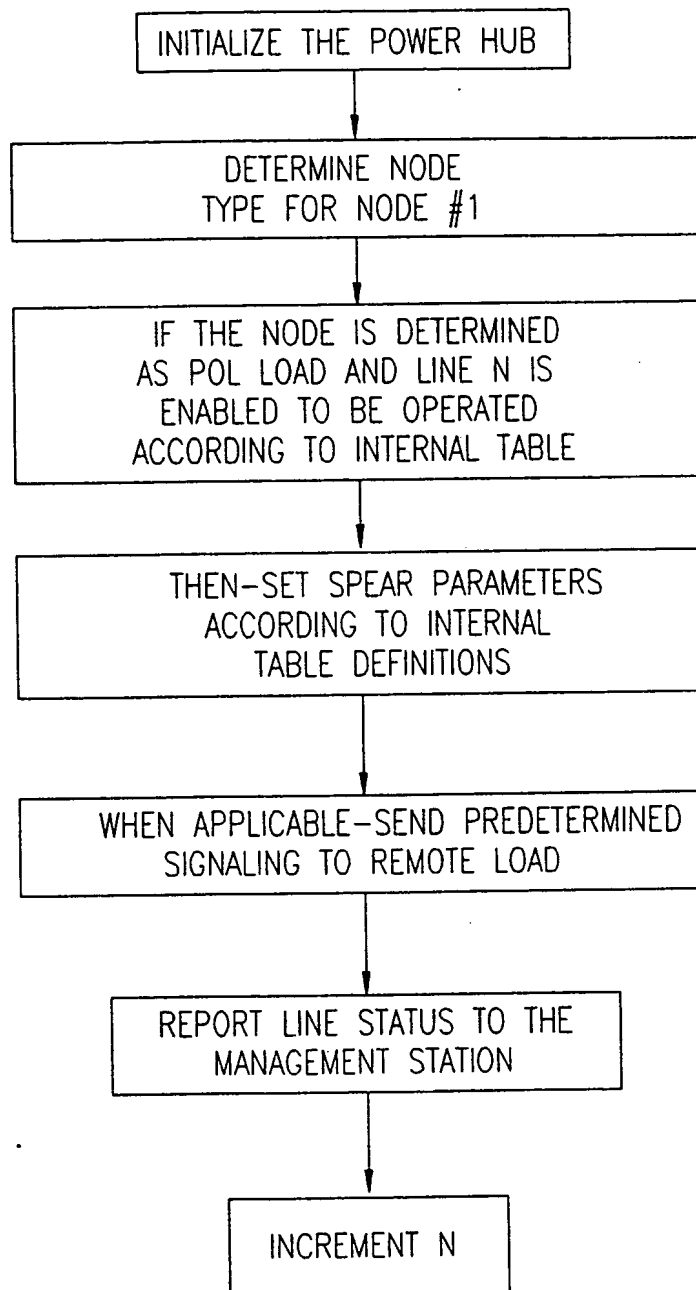 INITIALIZE THE POWER HUB
DETERMINE NODE
TYPE FOR NODE #1
IF THE NODE IS DETERMINED
AS POL LOAD AND LINE N IS
ENABLED TO BE OPERATED
ACCORDING TO INTERNAL TABLE
THEN-SET SPEAR PARAMETERS
ACCORDING TO INTERNAL
TABLE DEFINITIONS
WHEN APPLICABLE-SEND PREDETERMINED
SIGNALING TO REMOTE LOAD
REPORT LINE STATUS TO THE
MANAGEMENT STATION
INCREMENT N